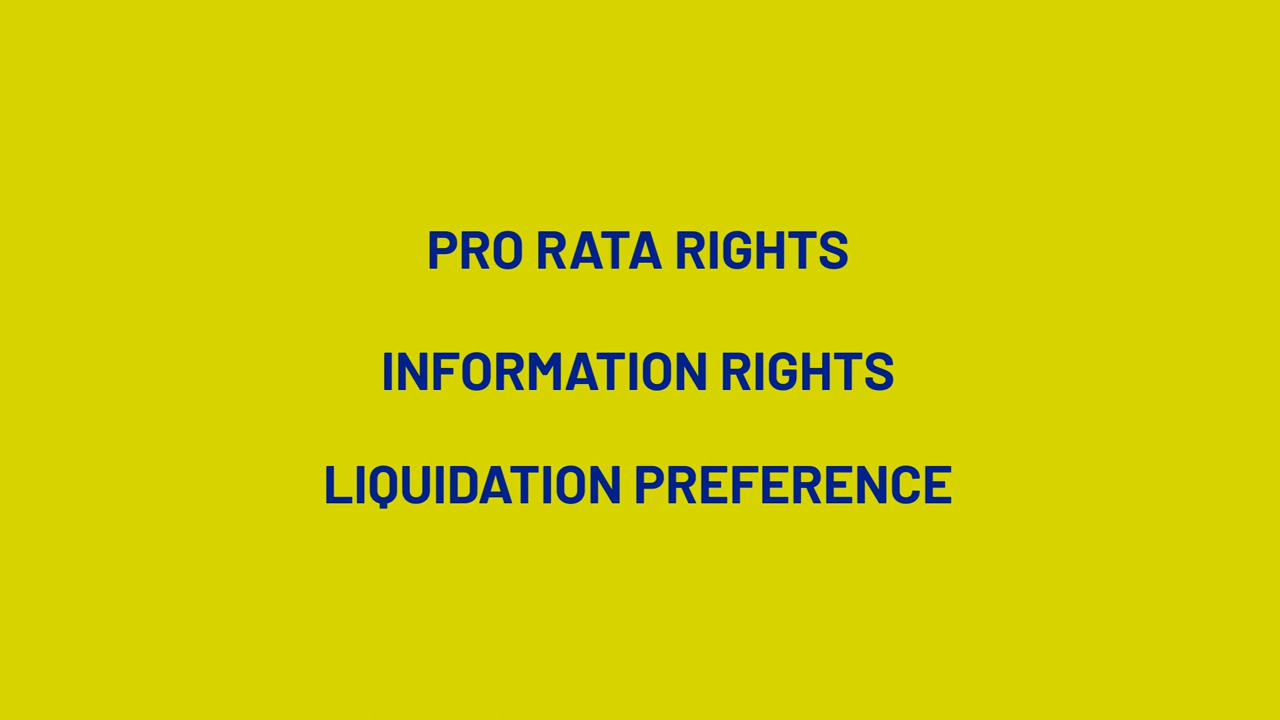 PRO RATA RIGHTS
INFORMATION RIGHTS
LIQUIDATION PREFERENCE